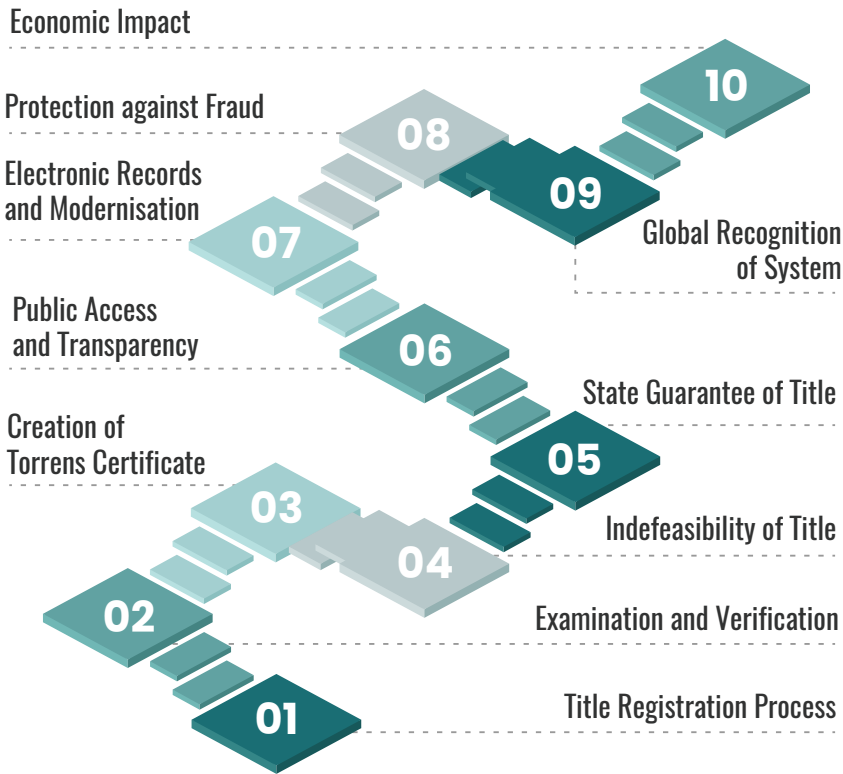 Economic Impact
10
Protection against Fraud
08
Electronic Records
and Modernisation
09
07
Global Recognition
of System
Public Access
and Transparency
06
State Guarantee of Title
Creation of
Torrens Certificate
05
03
Indefeasibility of Title
04
02
Examination and Verification
01
Title Registration Process